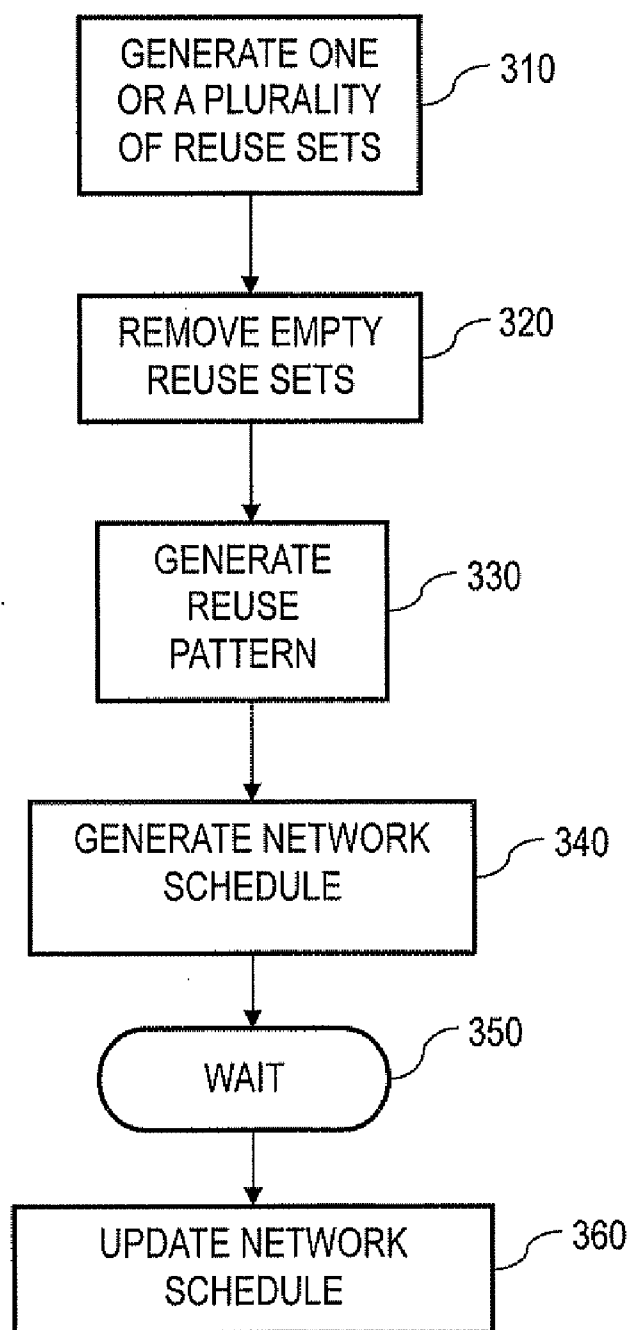 GENERATE ONE
OR A PLURALITY
OF REUSE SETS
310
REMOVE EMPTY
REUSE SETS
320
GENERATE
REUSE
PATTERN
330
GENERATE NETWORK
SCHEDULE
340
WAIT
350
UPDATE NETWORK
SCHEDULE
360